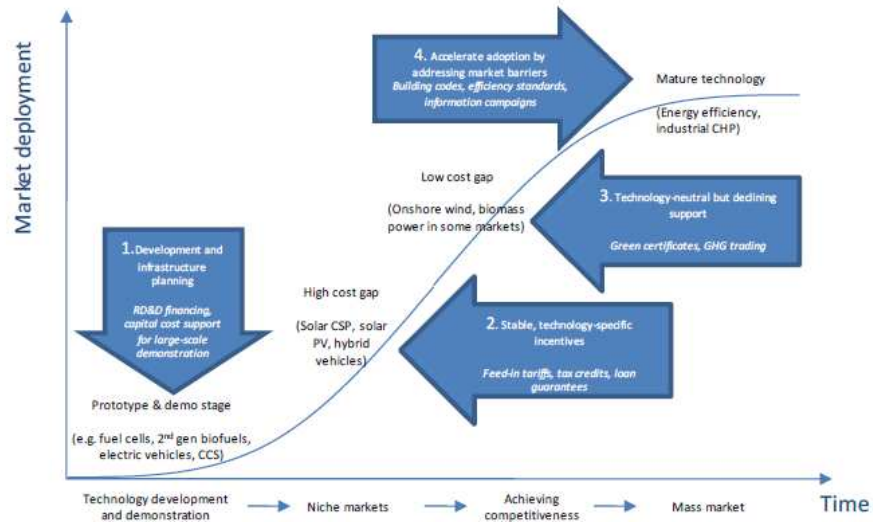 Market deployment
4. Accelerate adoption by
addressing market barriers
Building codes, efficiency standards,
information campaigns
Mature technology
(Energy efficiency,
industrial CHP)
Low cost gap
(Onshore wind, biomass
power in some markets)
3. Technology-neutral but declining
support
Green certificates, GHG trading
1. Development and
infrastructure
planning
RD&D financing,
capital cost support
for large-scale
demonstration
High cost gap
(Solar CSP, solar
PV, hybrid
vehicles)
2. Stable, technology-specific
incentives
Feed-in tariffs, tax credits, loan
guarantees
Prototype & demo stage
(e.g. fuel cells, 2nd gen biofuels,
electric vehicles, CCS)
Technology development
and demonstration
Niche markets
Achieving
competitiveness
Mass market
Time